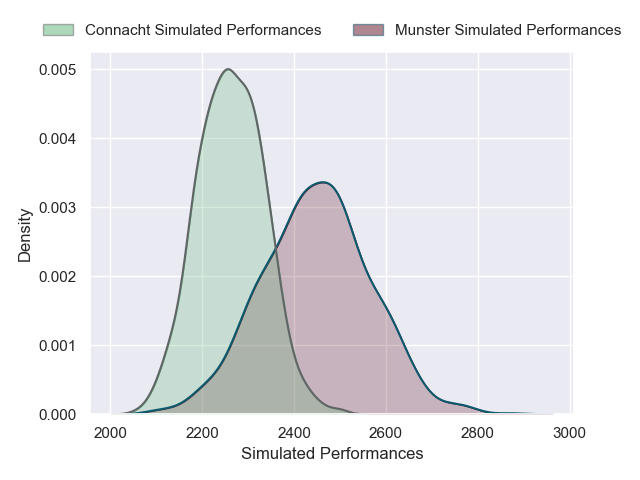 Connacht Simulated Performances Munster Simulated Performances
0.005
0.004
0.003
0.002
0.001
0.000
Density
2000 2200 2400 2600 2800 3000
Simulated Performances